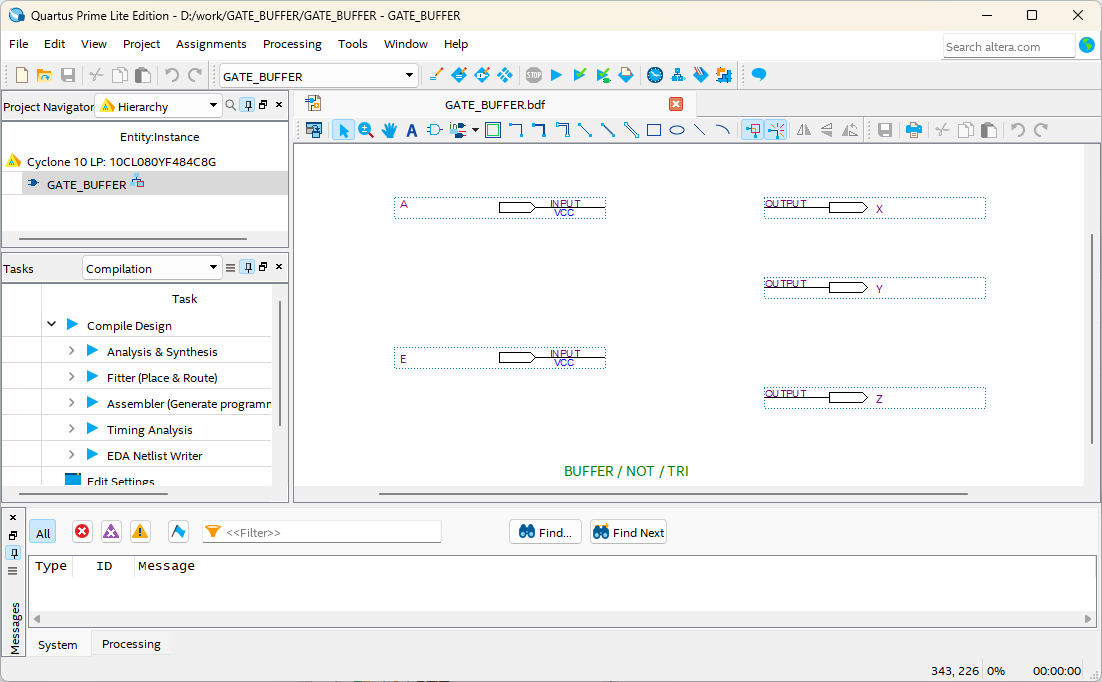 Quartus Prime Lite Edition - D:/work/GATE_BUFFER/GATE_BUFFER - GATE_BUFFER
File Edit View Project Assignments Processing Tools Window Help
Search altera.com
GATE_BUFFER
STOP
Project Navigator Hierarchy
Entity:Instance
Cyclone 10 LP: 10CL080YF484C8G
GATE_BUFFER
Tasks Compilation
Task
Compile Design
Analysis & Synthesis
Fitter (Place & Route)
Assembler (Generate programm
Timing Analysis
EDA Netlist Writer
Edit Settings
GATE_BUFFER.bdf
A INPUT
VCC
OUTPUT X
OUTPUT Y
E INPUT
VCC
OUTPUT Z
BUFFER / NOT / TRI
All <<Filter>> Find... Find Next
Type ID Message
Messages
System Processing
343, 226 0% 00:00:00